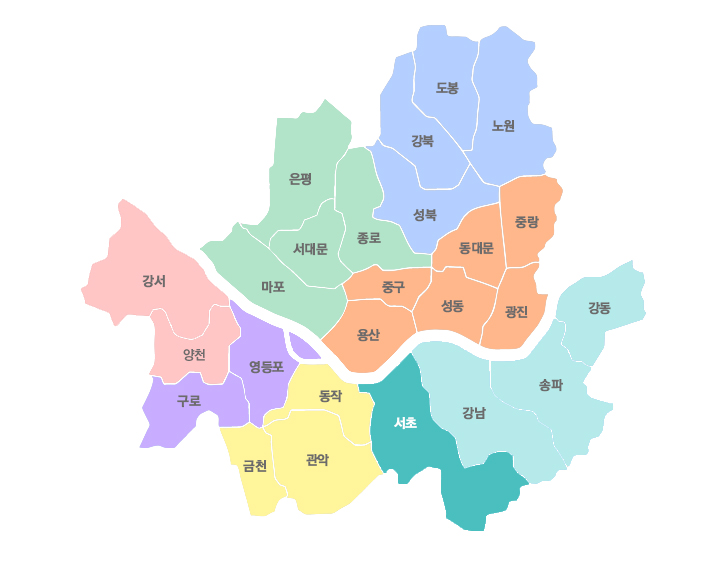 도봉
노원
강북
은평
성북
중랑
종로
서대문
동대문
강서
마포
중구
성동
광진
강동
용산
양천
영등포
송파
구로
동작
강남
서초
금천
관악